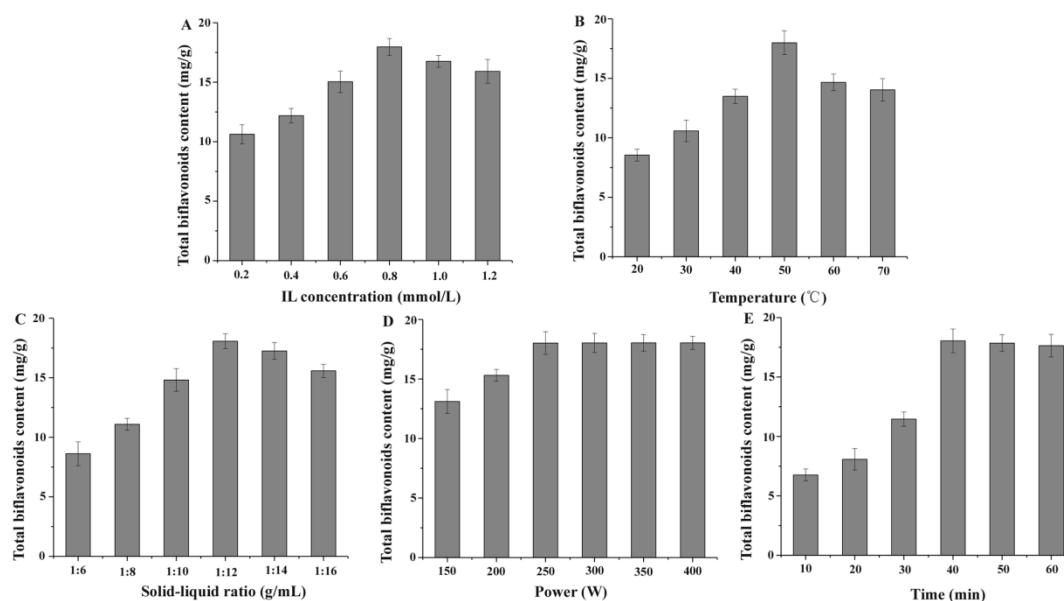 A
Total biflavonoids content (mg/g)
20
15
10
5
0
0.2 0.4 0.6 0.8 1.0 1.2
IL concentration (mmol/L)
B
Total biflavonoids content (mg/g)
20
15
10
5
0
20 30 40 50 60 70
Temperature (℃)
C
Total biflavonoids content (mg/g)
20
15
10
5
0
1:6 1:8 1:10 1:12 1:14 1:16
Solid-liquid ratio (g/mL)
D
Total biflavonoids content (mg/g)
20
15
10
5
0
150 200 250 300 350 400
Power (W)
E
Total biflavonoids content (mg/g)
20
15
10
5
0
10 20 30 40 50 60
Time (min)